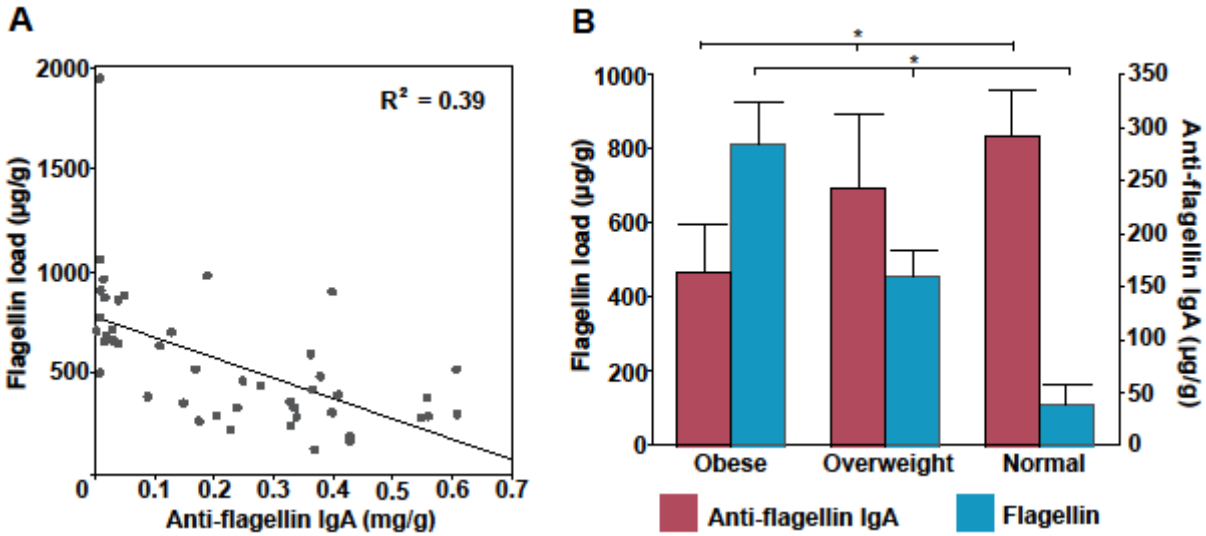 A
Flagellin load (µg/g)
2000
1500
1000
500
R² = 0.39
0 0.1 0.2 0.3 0.4 0.5 0.6 0.7
Anti-flagellin IgA (mg/g)
B
*
*
Flagellin load (µg/g)
1000
800
600
400
200
0
350
300
250
200
150
100
50
0
Anti-flagellin IgA (µg/g)
Obese Overweight Normal
Anti-flagellin IgA Flagellin